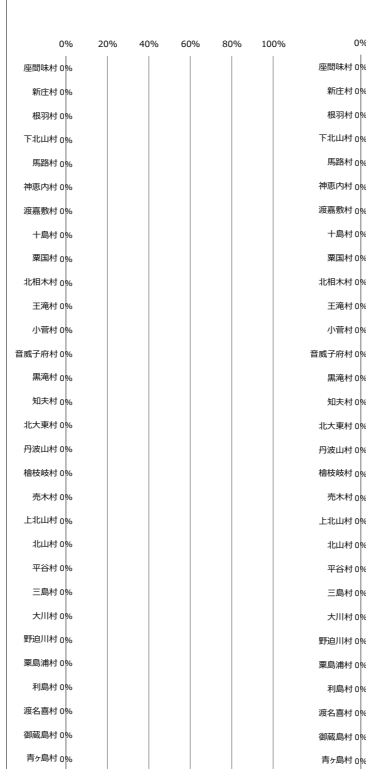 0% 20% 40% 60% 80% 100% 0%
座間味村 0% 座間味村 0%
新庄村 0% 新庄村 0%
根羽村 0% 根羽村 0%
下北山村 0% 下北山村 0%
馬路村 0% 馬路村 0%
神恵内村 0% 神恵内村 0%
渡嘉敷村 0% 渡嘉敷村 0%
十島村 0% 十島村 0%
粟国村 0% 粟国村 0%
北相木村 0% 北相木村 0%
王滝村 0% 王滝村 0%
小菅村 0% 小菅村 0%
音威子府村 0% 音威子府村 0%
黒滝村 0% 黒滝村 0%
知夫村 0% 知夫村 0%
北大東村 0% 北大東村 0%
丹波山村 0% 丹波山村 0%
檜枝岐村 0% 檜枝岐村 0%
売木村 0% 売木村 0%
上北山村 0% 上北山村 0%
北山村 0% 北山村 0%
平谷村 0% 平谷村 0%
三島村 0% 三島村 0%
大川村 0% 大川村 0%
野迫川村 0% 野迫川村 0%
粟島浦村 0% 粟島浦村 0%
利島村 0% 利島村 0%
渡名喜村 0% 渡名喜村 0%
御蔵島村 0% 御蔵島村 0%
青ヶ島村 0% 青ヶ島村 0%